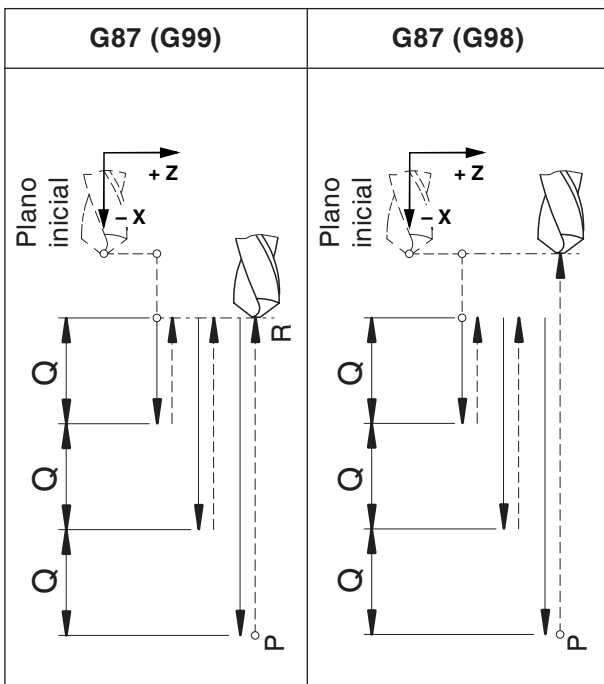 G87 (G99)
G87 (G98)
Plano
inicial
+ Z
– X
R
Q
Q
Q
P
Plano
inicial
+ Z
– X
Q
Q
Q
P